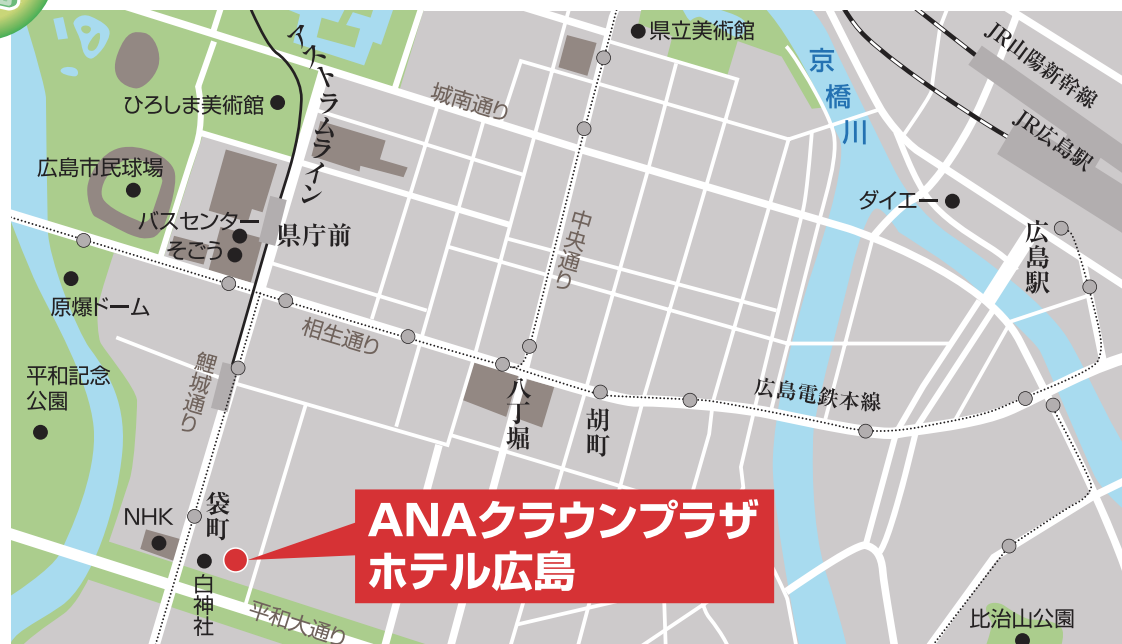 県立美術館
京橋川
JR山陽新幹線
JR広島駅
アストラムライン
城南通り
ひろしま美術館
広島市民球場
バスセンター
そごう
県庁前
中央通り
ダイエー
広島駅
原爆ドーム
相生通り
鯉城通り
平和記念
公園
八丁堀
胡町
広島電鉄本線
袋町
NHK
白神社
ANAクラウンプラザ
ホテル広島
平和大通り
比治山公園